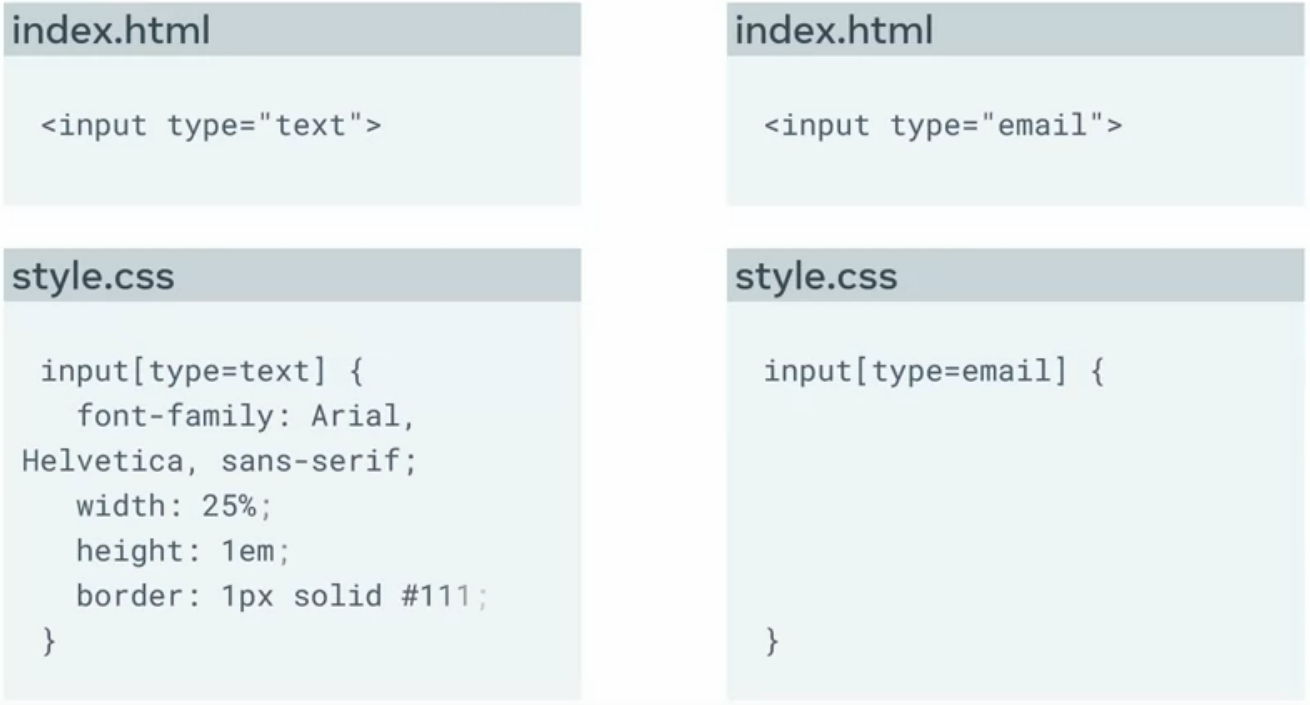 index.html
<input type="text">
style.css
input[type=text] {
font-family: Arial,
Helvetica, sans-serif;
width: 25%;
height: 1em;
border: 1px solid #111;
}
index.html
<input type="email">
style.css
input[type=email] {
}